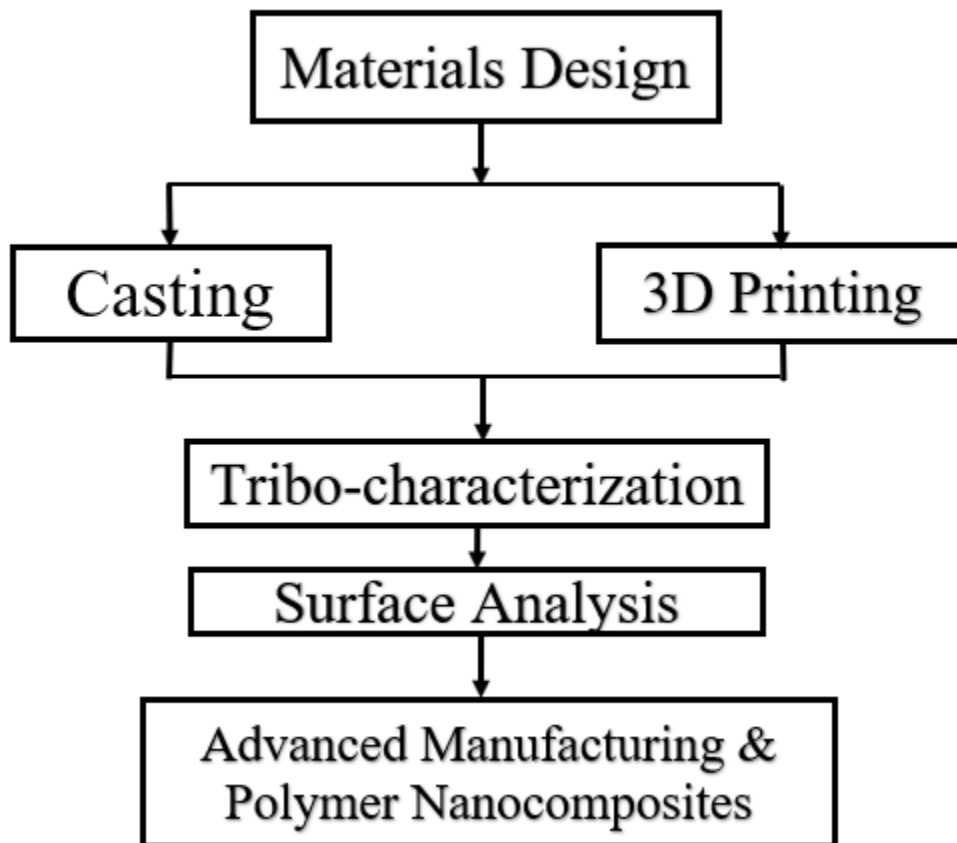 Materials Design
Casting
3D Printing
Tribo-characterization
Surface Analysis
Advanced Manufacturing &
Polymer Nanocomposites